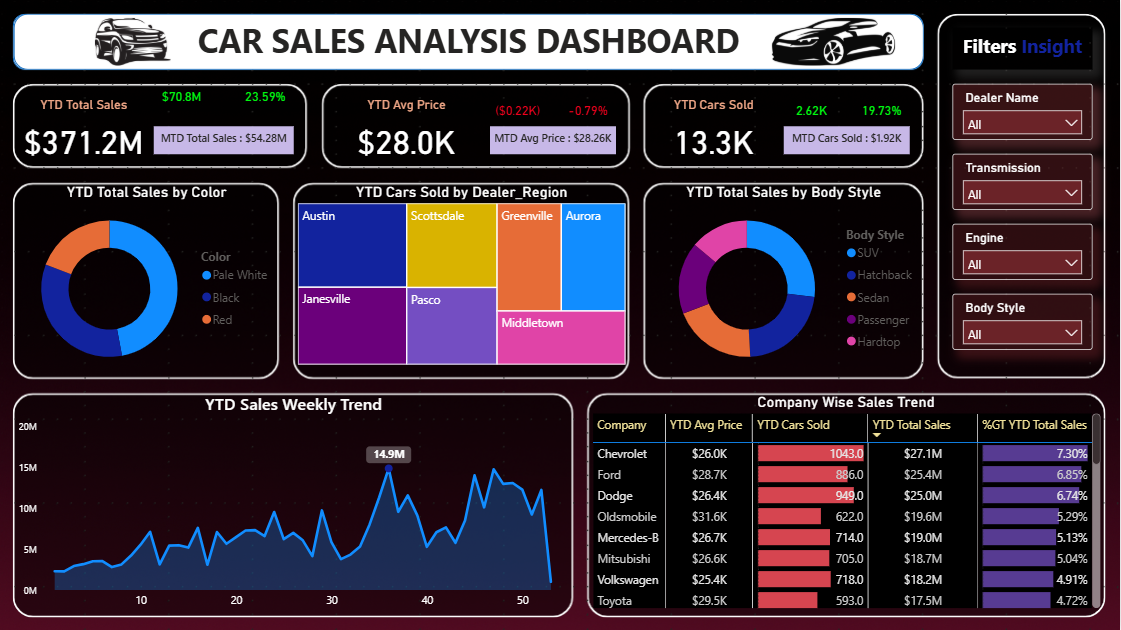 CAR SALES ANALYSIS DASHBOARD
Filters Insight
YTD Total Sales
$70.8M 23.59%
$371.2M
MTD Total Sales : $54.28M
YTD Avg Price
($0.22K) -0.79%
$28.0K
MTD Avg Price : $28.26K
YTD Cars Sold
2.62K 19.73%
13.3K
MTD Cars Sold : $1.92K
Dealer Name
All
Transmission
All
Engine
All
Body Style
All
YTD Total Sales by Color
Color
Pale White
Black
Red
YTD Cars Sold by Dealer_Region
Austin
Scottsdale
Greenville
Aurora
Janesville
Pasco
Middletown
YTD Total Sales by Body Style
Body Style
SUV
Hatchback
Sedan
Passenger
Hardtop
YTD Sales Weekly Trend
20M
15M
10M
5M
0M
14.9M
10 20 30 40 50
Company Wise Sales Trend
Company YTD Avg Price YTD Cars Sold YTD Total Sales %GT YTD Total Sales
Chevrolet $26.0K 1043.0 $27.1M 7.30%
Ford $28.7K 886.0 $25.4M 6.85%
Dodge $26.4K 949.0 $25.0M 6.74%
Oldsmobile $31.6K 622.0 $19.6M 5.29%
Mercedes-B $26.7K 714.0 $19.0M 5.13%
Mitsubishi $26.6K 705.0 $18.7M 5.04%
Volkswagen $25.4K 718.0 $18.2M 4.91%
Toyota $29.5K 593.0 $17.5M 4.72%